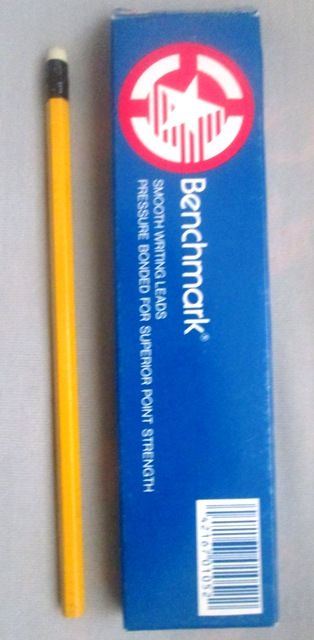 Benchmark®
SMOOTH WRITING LEADS
PRESSURE BONDED FOR SUPERIOR POINT STRENGTH